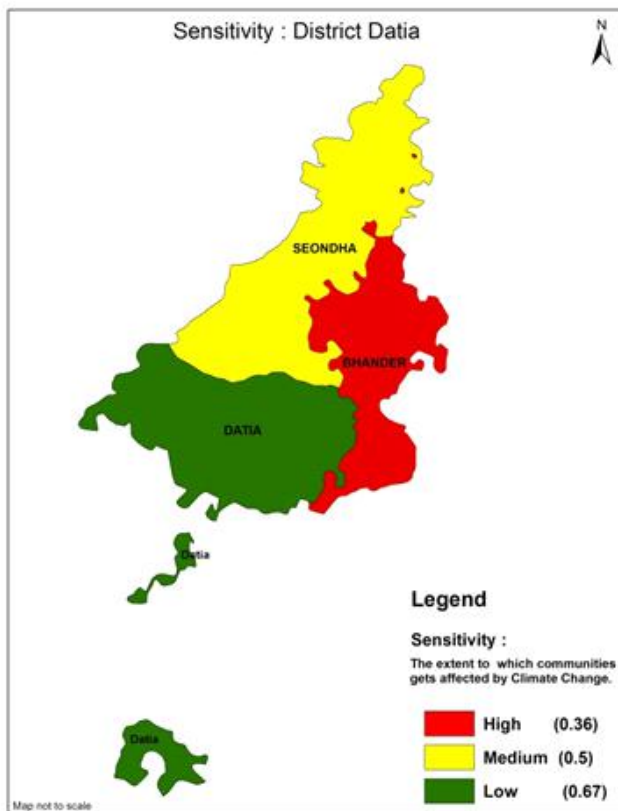 Sensitivity : District Datia
N
SEONDHA
BHANDER
DATIA
Datia
Datia
Legend
Sensitivity :
The extent to which communities
gets affected by Climate Change.
High (0.36)
Medium (0.5)
Low (0.67)
Map not to scale